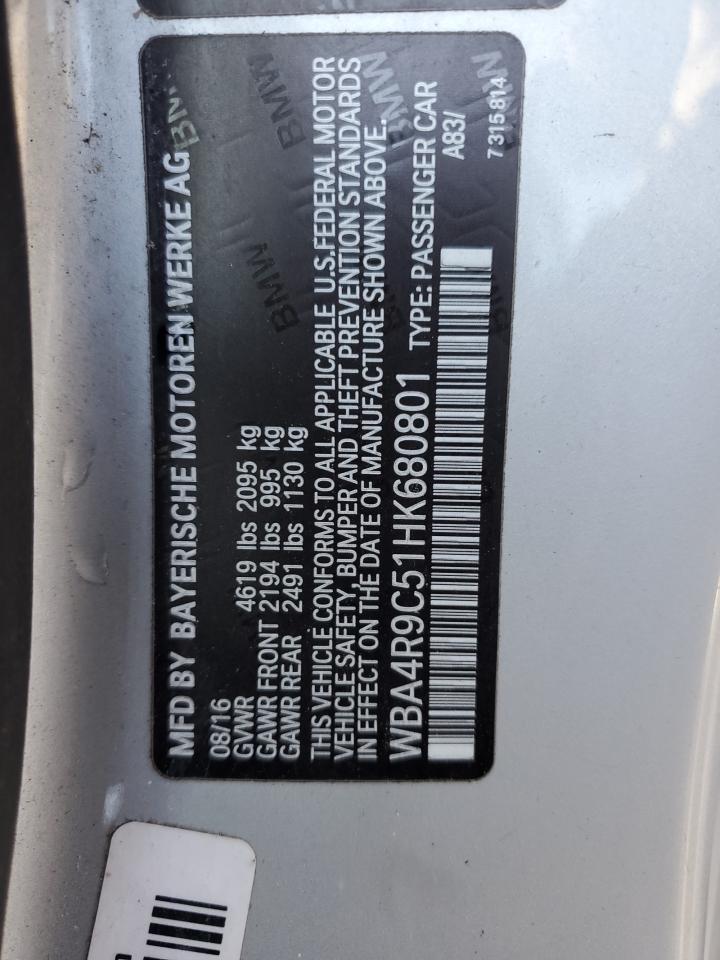 MFD BY BAYERISCHE MOTOREN WERKE AG
08/16
GVWR 4619 lbs 2095 kg
GAWR FRONT 2194 lbs 995 kg
GAWR REAR 2491 lbs 1130 kg
THIS VEHICLE CONFORMS TO ALL APPLICABLE U.S.FEDERAL MOTOR
VEHICLE SAFETY, BUMPER AND THEFT PREVENTION STANDARDS
IN EFFECT ON THE DATE OF MANUFACTURE SHOWN ABOVE.
WBA4R9C51HK680801 TYPE: PASSENGER CAR
A83/
7315814
BMW
BMW
BMW
BMW
BMW